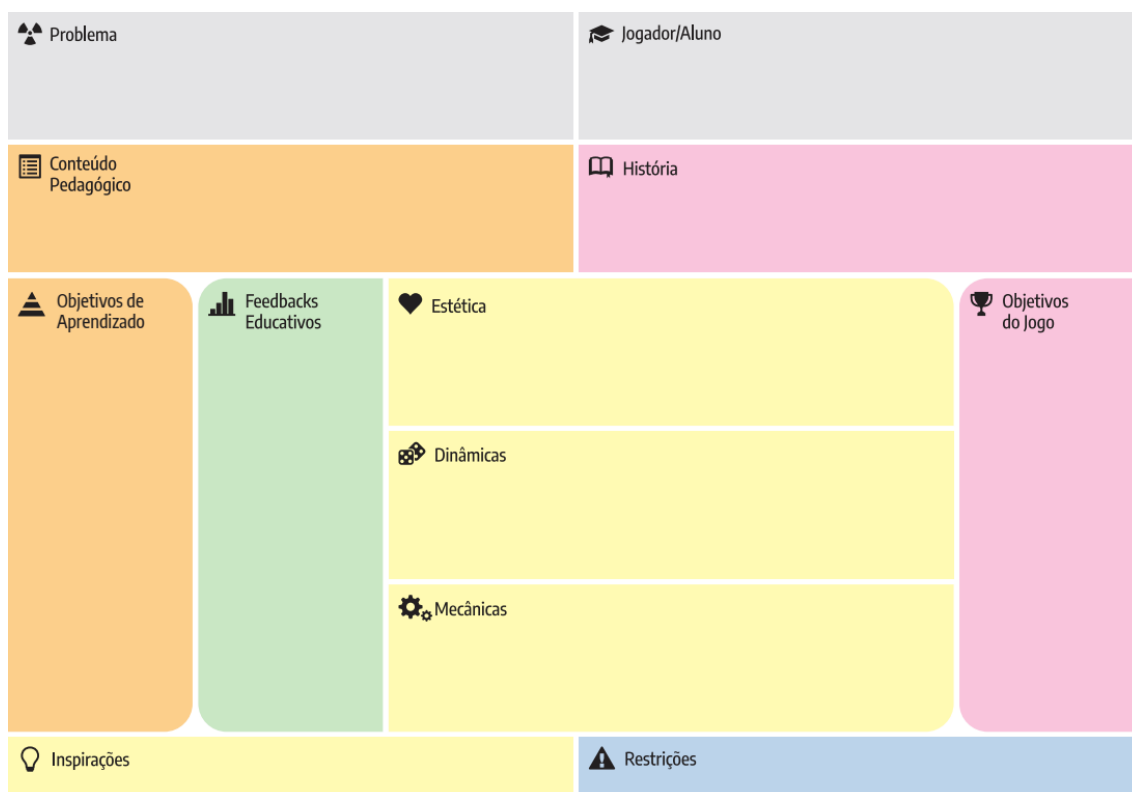 Problema
Jogador/Aluno
Conteúdo
Pedagógico
História
Objetivos de
Aprendizado
Feedbacks
Educativos
Estética
Dinâmicas
Mecânicas
Objetivos
do Jogo
Inspirações
Restrições